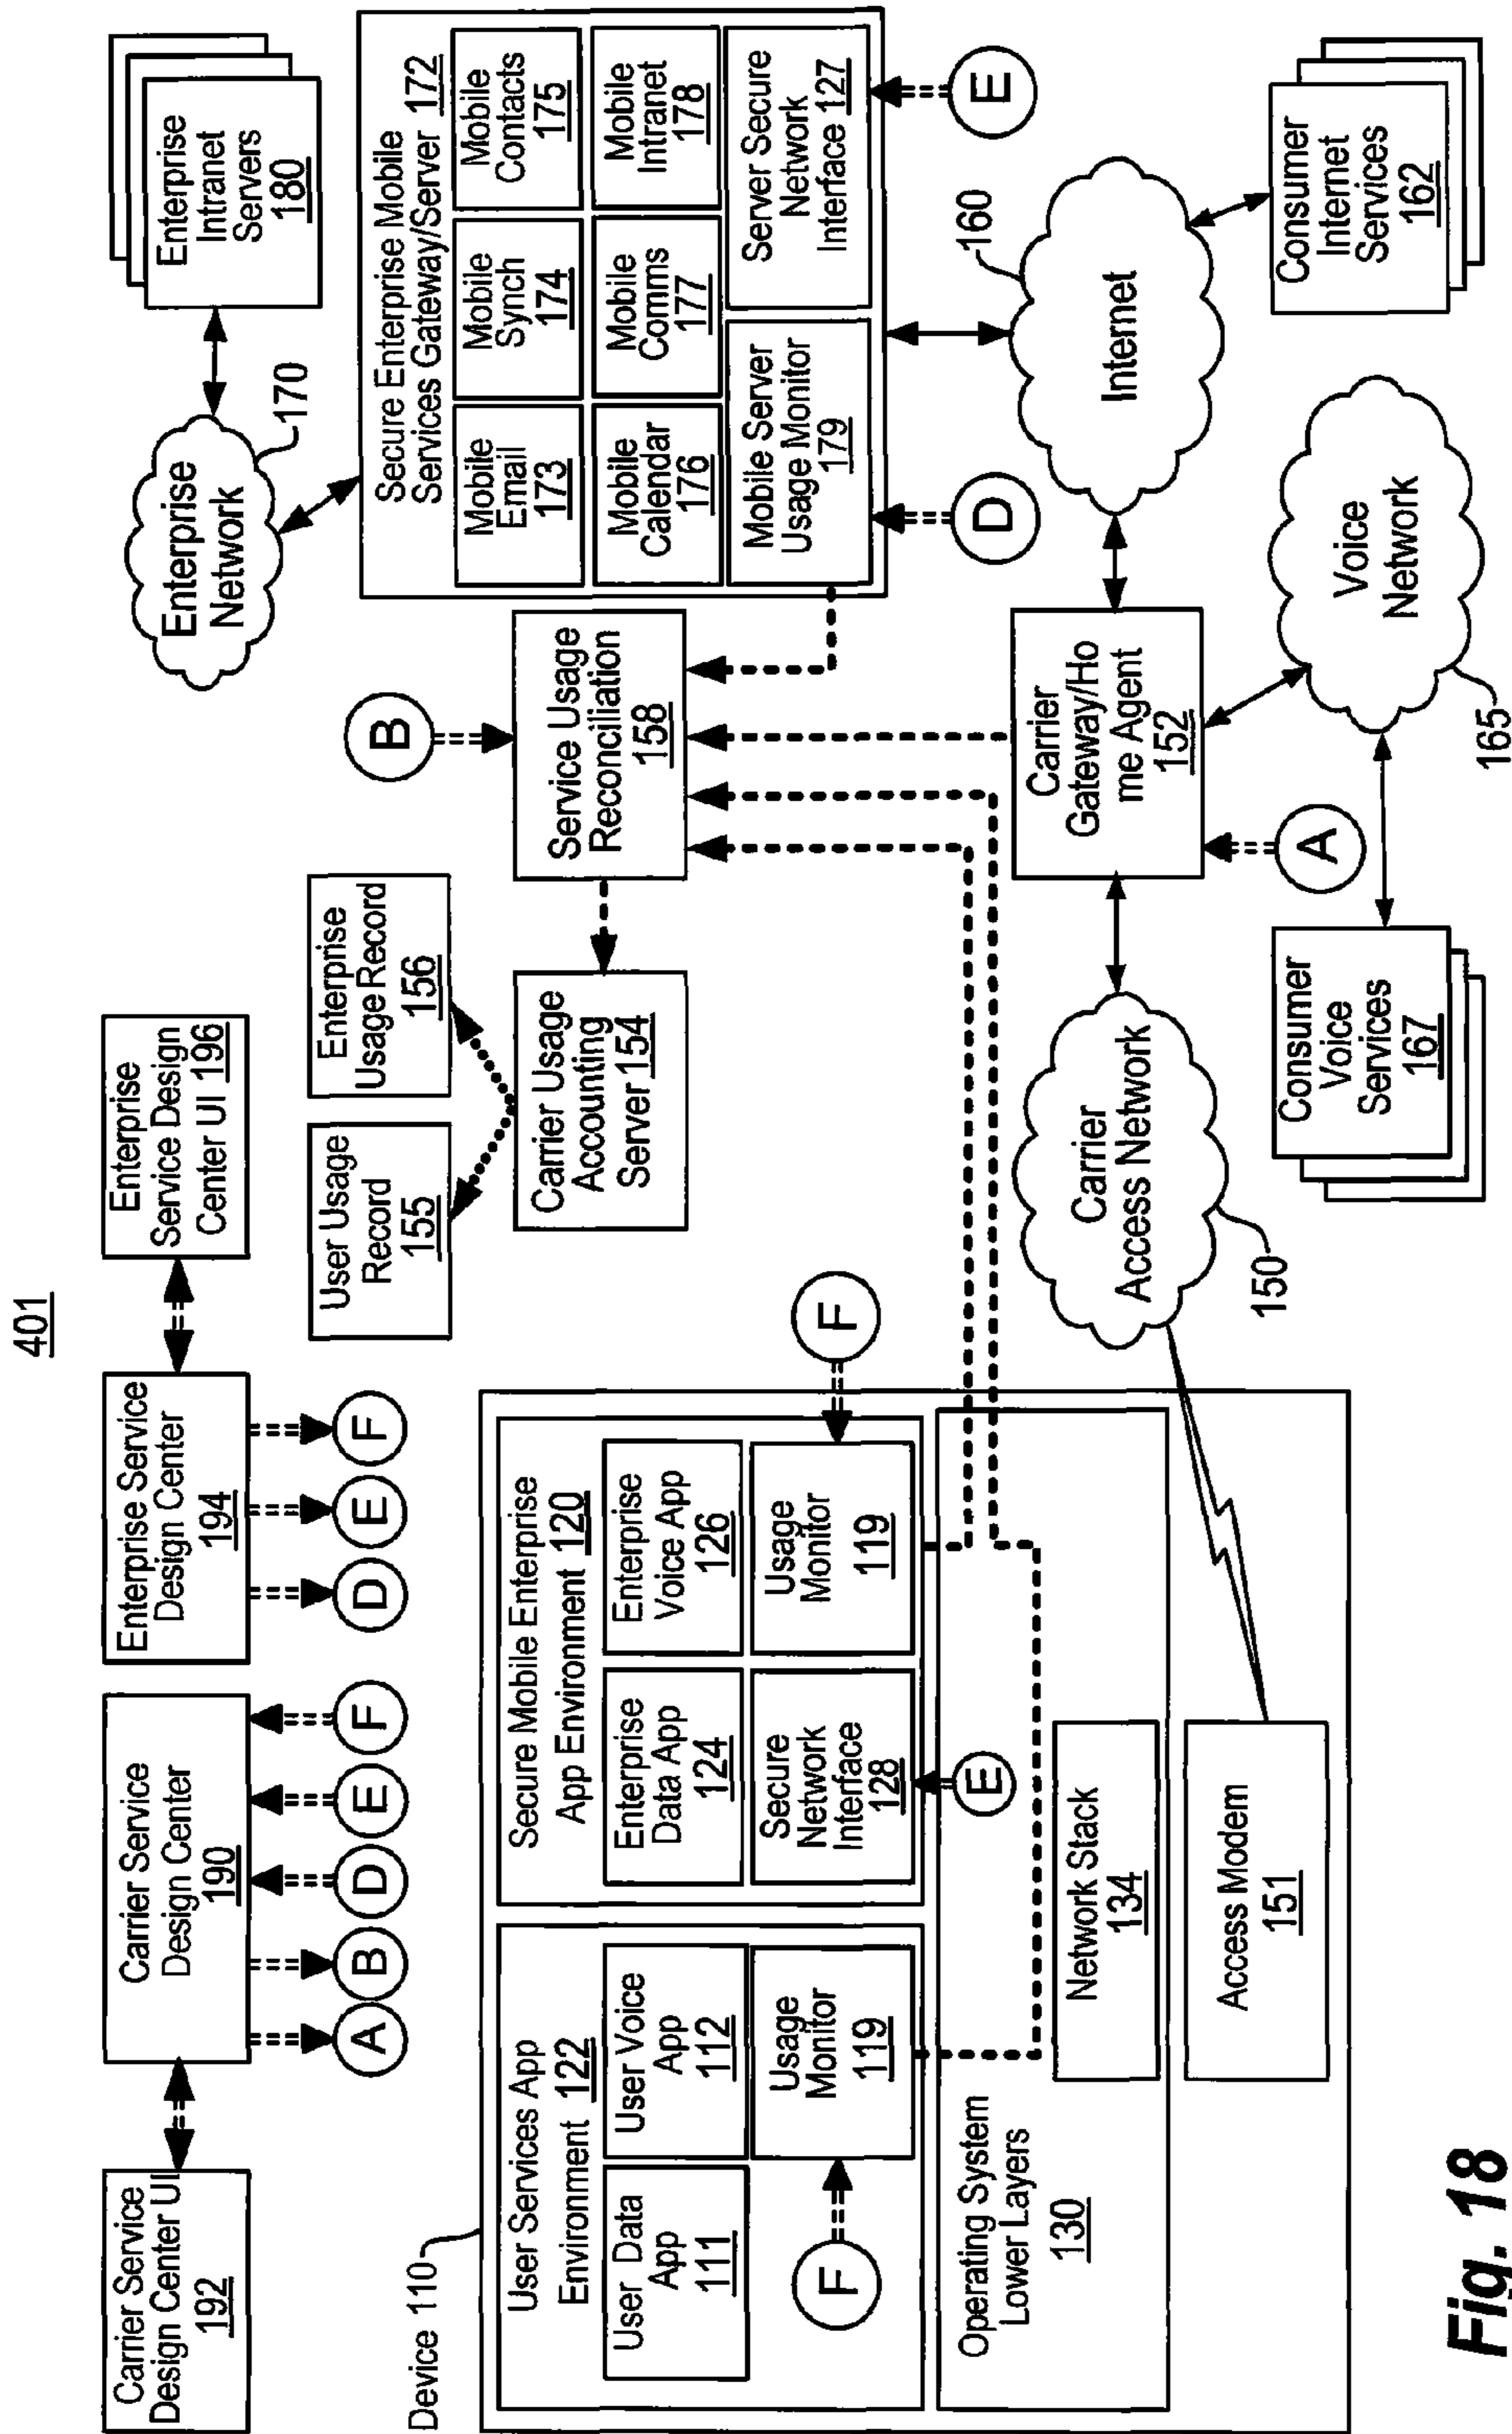 401
Carrier Service
Design Center UI
192
Carrier Service
Design Center
190
A
B
D
E
F
Enterprise Service
Design Center
194
D
E
F
Enterprise
Service Design
Center UI 196
Device 110
User Services App
Environment 122
User Data
App
111
User Voice
App
112
F
Usage
Monitor
119
Secure Mobile Enterprise
App Environment 120
Enterprise
Data App
124
Enterprise
Voice App
126
Secure
Network
Interface
128
Usage
Monitor
119
F
E
Operating System
Lower Layers
130
Network Stack
134
Access Modem
151
User Usage
Record
155
Enterprise
Usage Record
156
Carrier Usage
Accounting
Server 154
B
Service Usage
Reconciliation
158
Enterprise
Network
170
Enterprise
Intranet
Servers
180
Secure Enterprise Mobile
Services Gateway/Server 172
Mobile
Email
173
Mobile
Synch
174
Mobile
Contacts
175
Mobile
Calendar
176
Mobile
Comms
177
Mobile
Intranet
178
Mobile Server
Usage Monitor
179
Server Secure
Network
Interface 127
D
E
Carrier
Access Network
150
Carrier
Gateway/Ho
me Agent
152
A
Internet
160
Consumer
Internet
Services
162
Voice
Network
165
Consumer
Voice
Services
167
Fig. 18